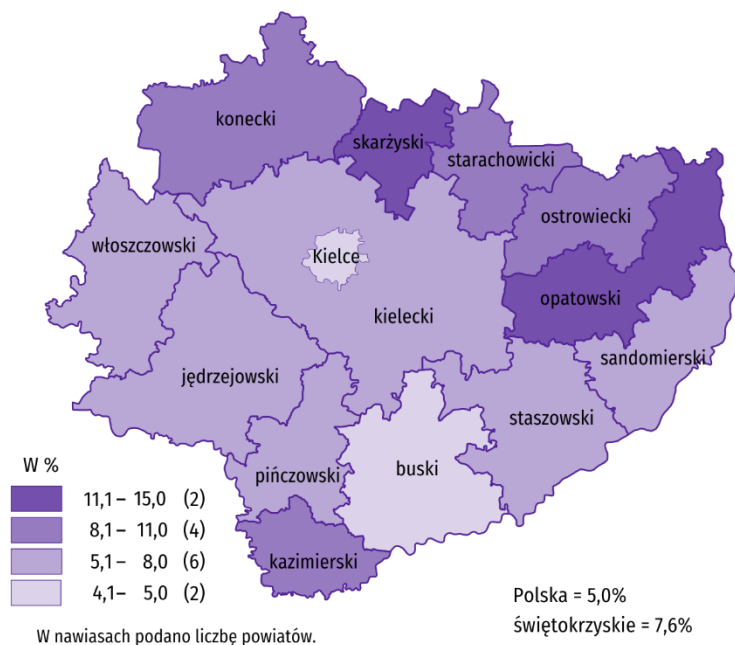 konecki
skarżyski
starachowicki
ostrowiecki
włoszczowski
Kielce
opatowski
kielecki
sandomierski
jędrzejowski
staszowski
pińczowski
buski
kazimierski
W %
11,1 – 15,0 (2)
8,1 – 11,0 (4)
5,1 – 8,0 (6)
4,1 – 5,0 (2)
Polska = 5,0%
świętokrzyskie = 7,6%
W nawiasach podano liczbę powiatów.